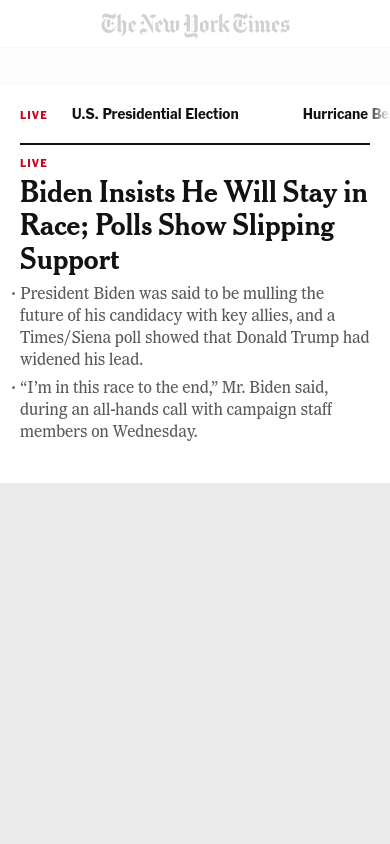 The New York Times
LIVE U.S. Presidential Election Hurricane
LIVE
Biden Insists He Will Stay in
Race; Polls Show Slipping
Support
· President Biden was said to be mulling the
future of his candidacy with key allies, and a
Times/Siena poll showed that Donald Trump had
widened his lead.
· “I’m in this race to the end,” Mr. Biden said,
during an all-hands call with campaign staff
members on Wednesday.